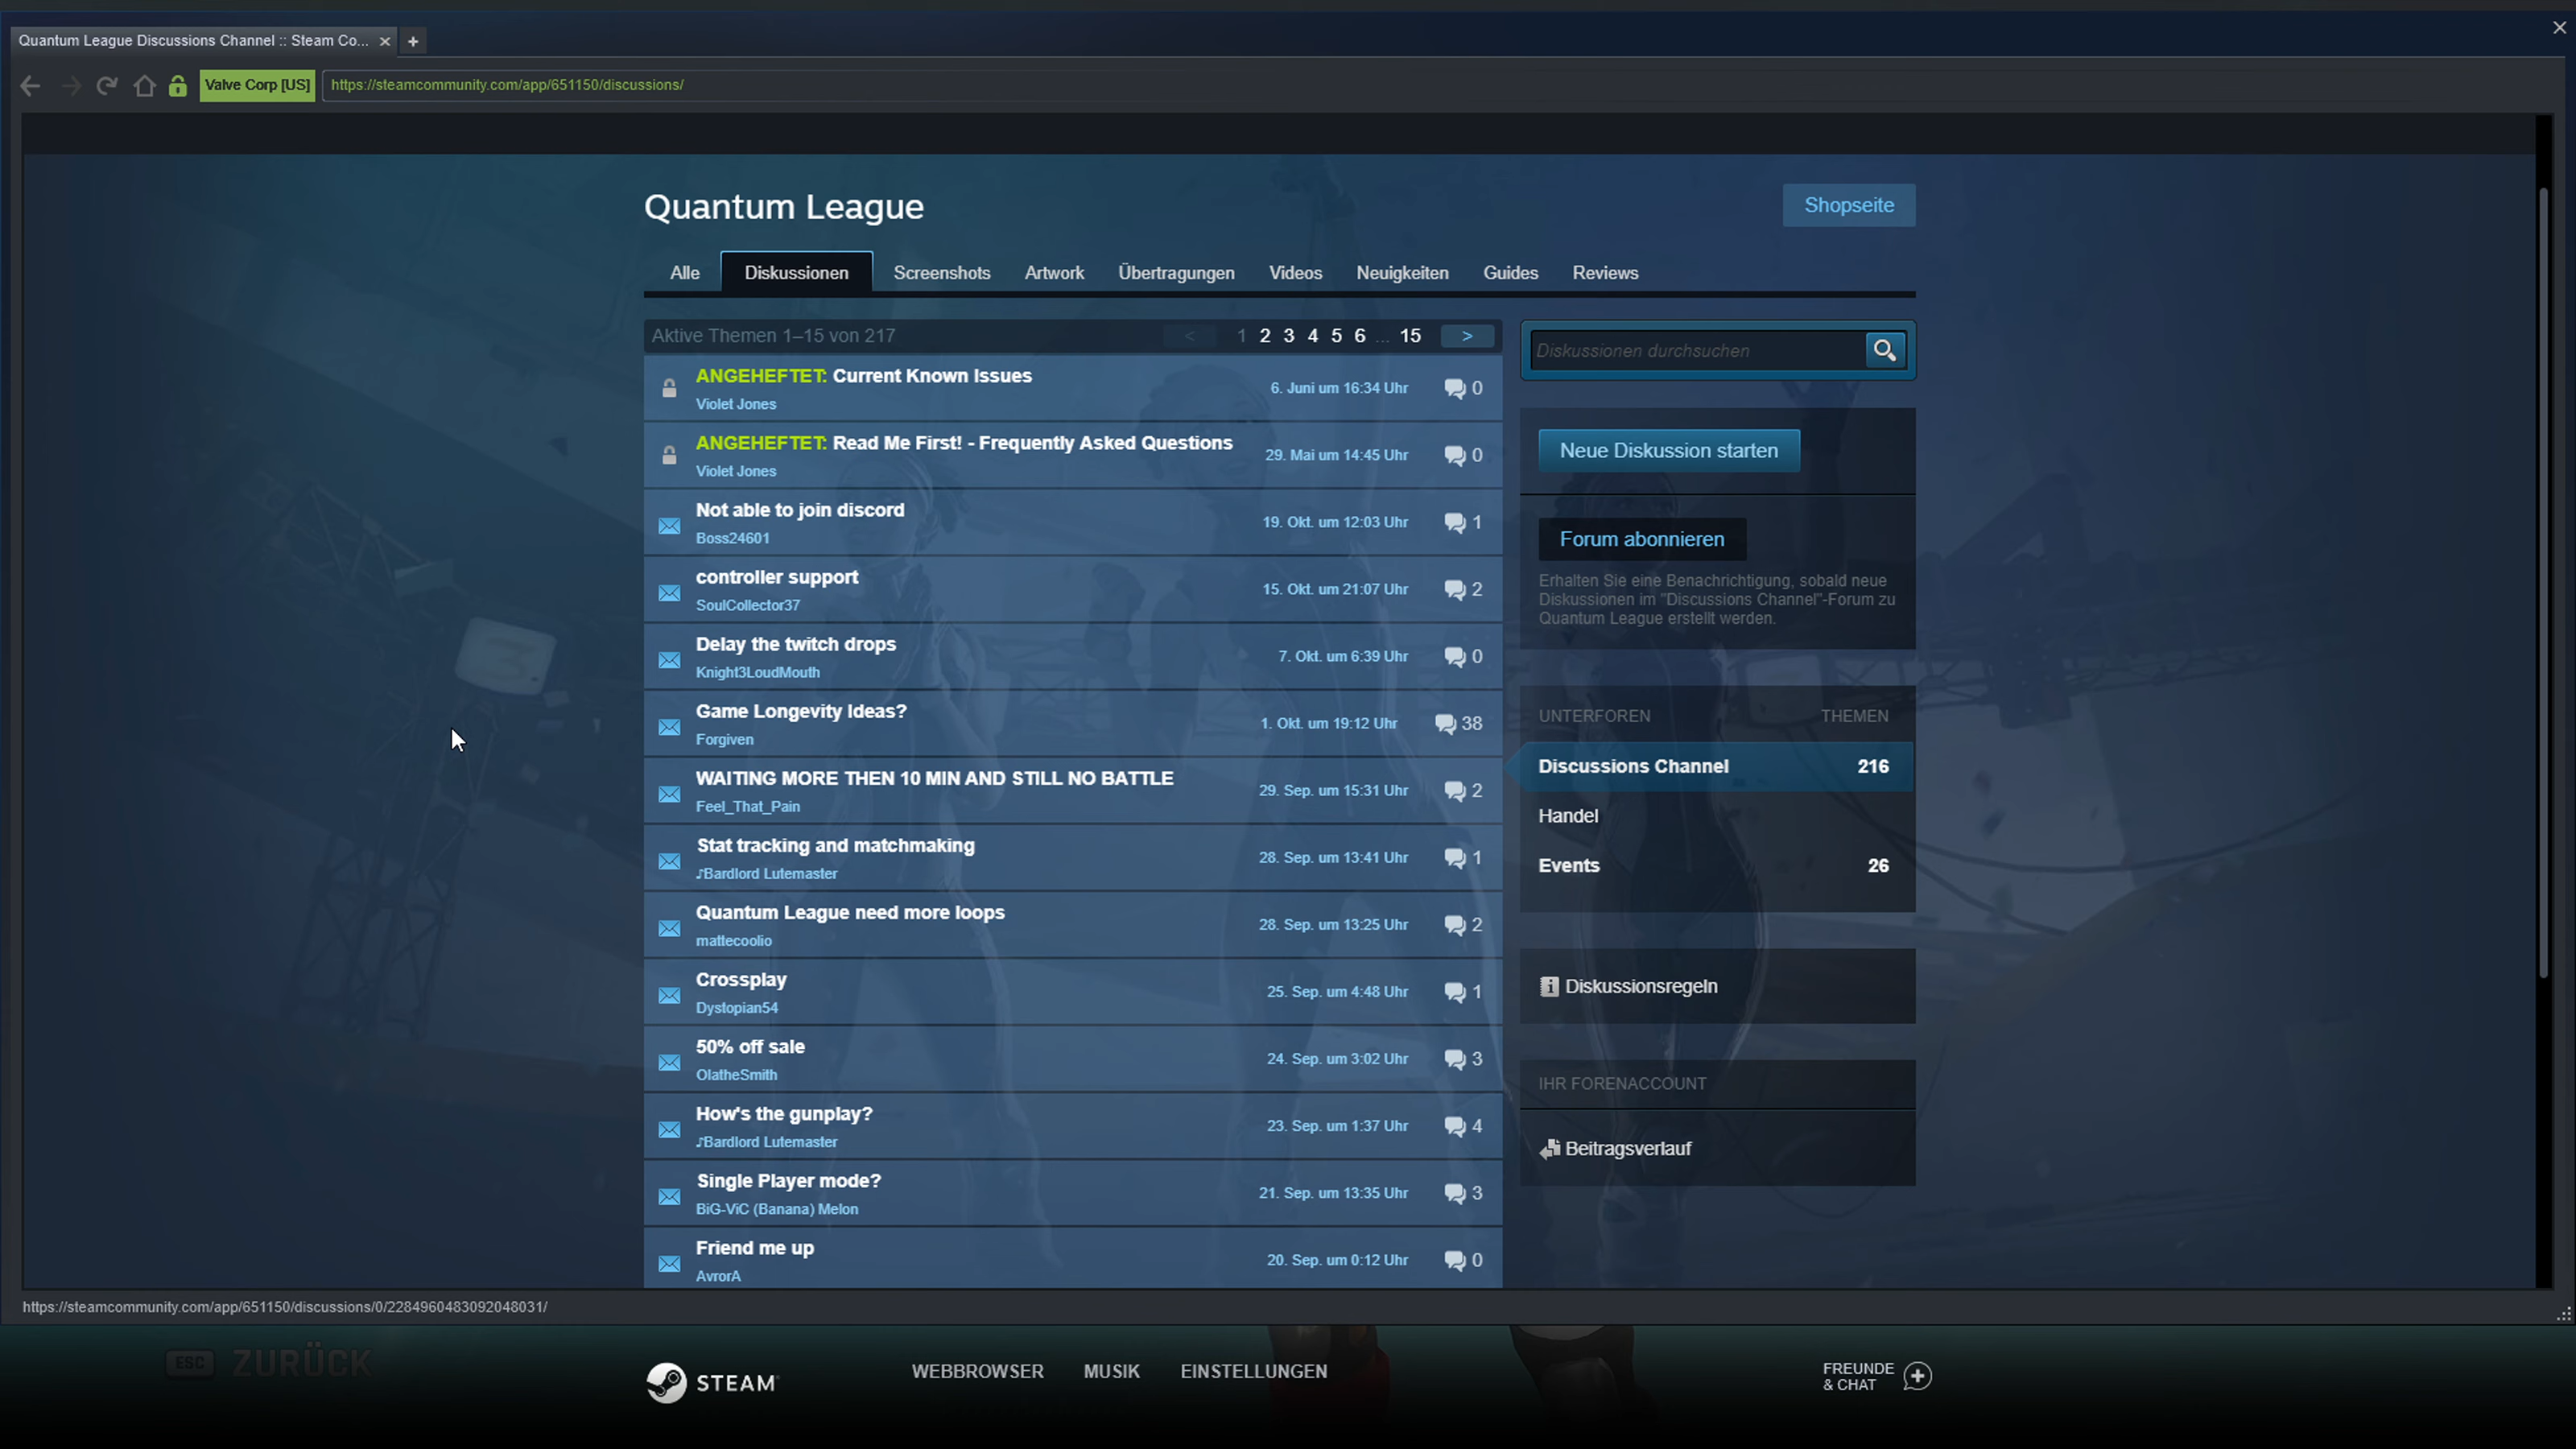 Quantum League Discussions Channel :: Steam Co...
Valve Corp [US] https://steamcommunity.com/app/651150/discussions/
Quantum League
Shopseite
Alle Diskussionen Screenshots Artwork Übertragungen Videos Neuigkeiten Guides Reviews
Aktive Themen 1–15 von 217 < 1 2 3 4 5 6 ... 15 >
ANGEHEFTET: Current Known Issues 6. Juni um 16:34 Uhr 0
Violet Jones
ANGEHEFTET: Read Me First! - Frequently Asked Questions 29. Mai um 14:45 Uhr 0
Violet Jones
Not able to join discord 19. Okt. um 12:03 Uhr 1
Boss24601
controller support 15. Okt. um 21:07 Uhr 2
SoulCollector37
Delay the twitch drops 7. Okt. um 6:39 Uhr 0
Knight3LoudMouth
Game Longevity Ideas? 1. Okt. um 19:12 Uhr 38
Forgiven
WAITING MORE THEN 10 MIN AND STILL NO BATTLE 29. Sep. um 15:31 Uhr 2
Feel_That_Pain
Stat tracking and matchmaking 28. Sep. um 13:41 Uhr 1
♪Bardlord Lutemaster
Quantum League need more loops 28. Sep. um 13:25 Uhr 2
mattecoolio
Crossplay 25. Sep. um 4:48 Uhr 1
Dystopian54
50% off sale 24. Sep. um 3:02 Uhr 3
OlatheSmith
How's the gunplay? 23. Sep. um 1:37 Uhr 4
♪Bardlord Lutemaster
Single Player mode? 21. Sep. um 13:35 Uhr 3
BiG-ViC (Banana) Melon
Friend me up 20. Sep. um 0:12 Uhr 0
AvrorA
Diskussionen durchsuchen
Neue Diskussion starten
Forum abonnieren
Erhalten Sie eine Benachrichtigung, sobald neue
Diskussionen im "Discussions Channel"-Forum zu
Quantum League erstellt werden.
UNTERFOREN THEMEN
Discussions Channel 216
Handel
Events 26
Diskussionsregeln
IHR FORENACCOUNT
Beitragsverlauf
https://steamcommunity.com/app/651150/discussions/0/2284960483092048031/
ESC ZURÜCK
STEAM
WEBBROWSER MUSIK EINSTELLUNGEN
FREUNDE
& CHAT
3